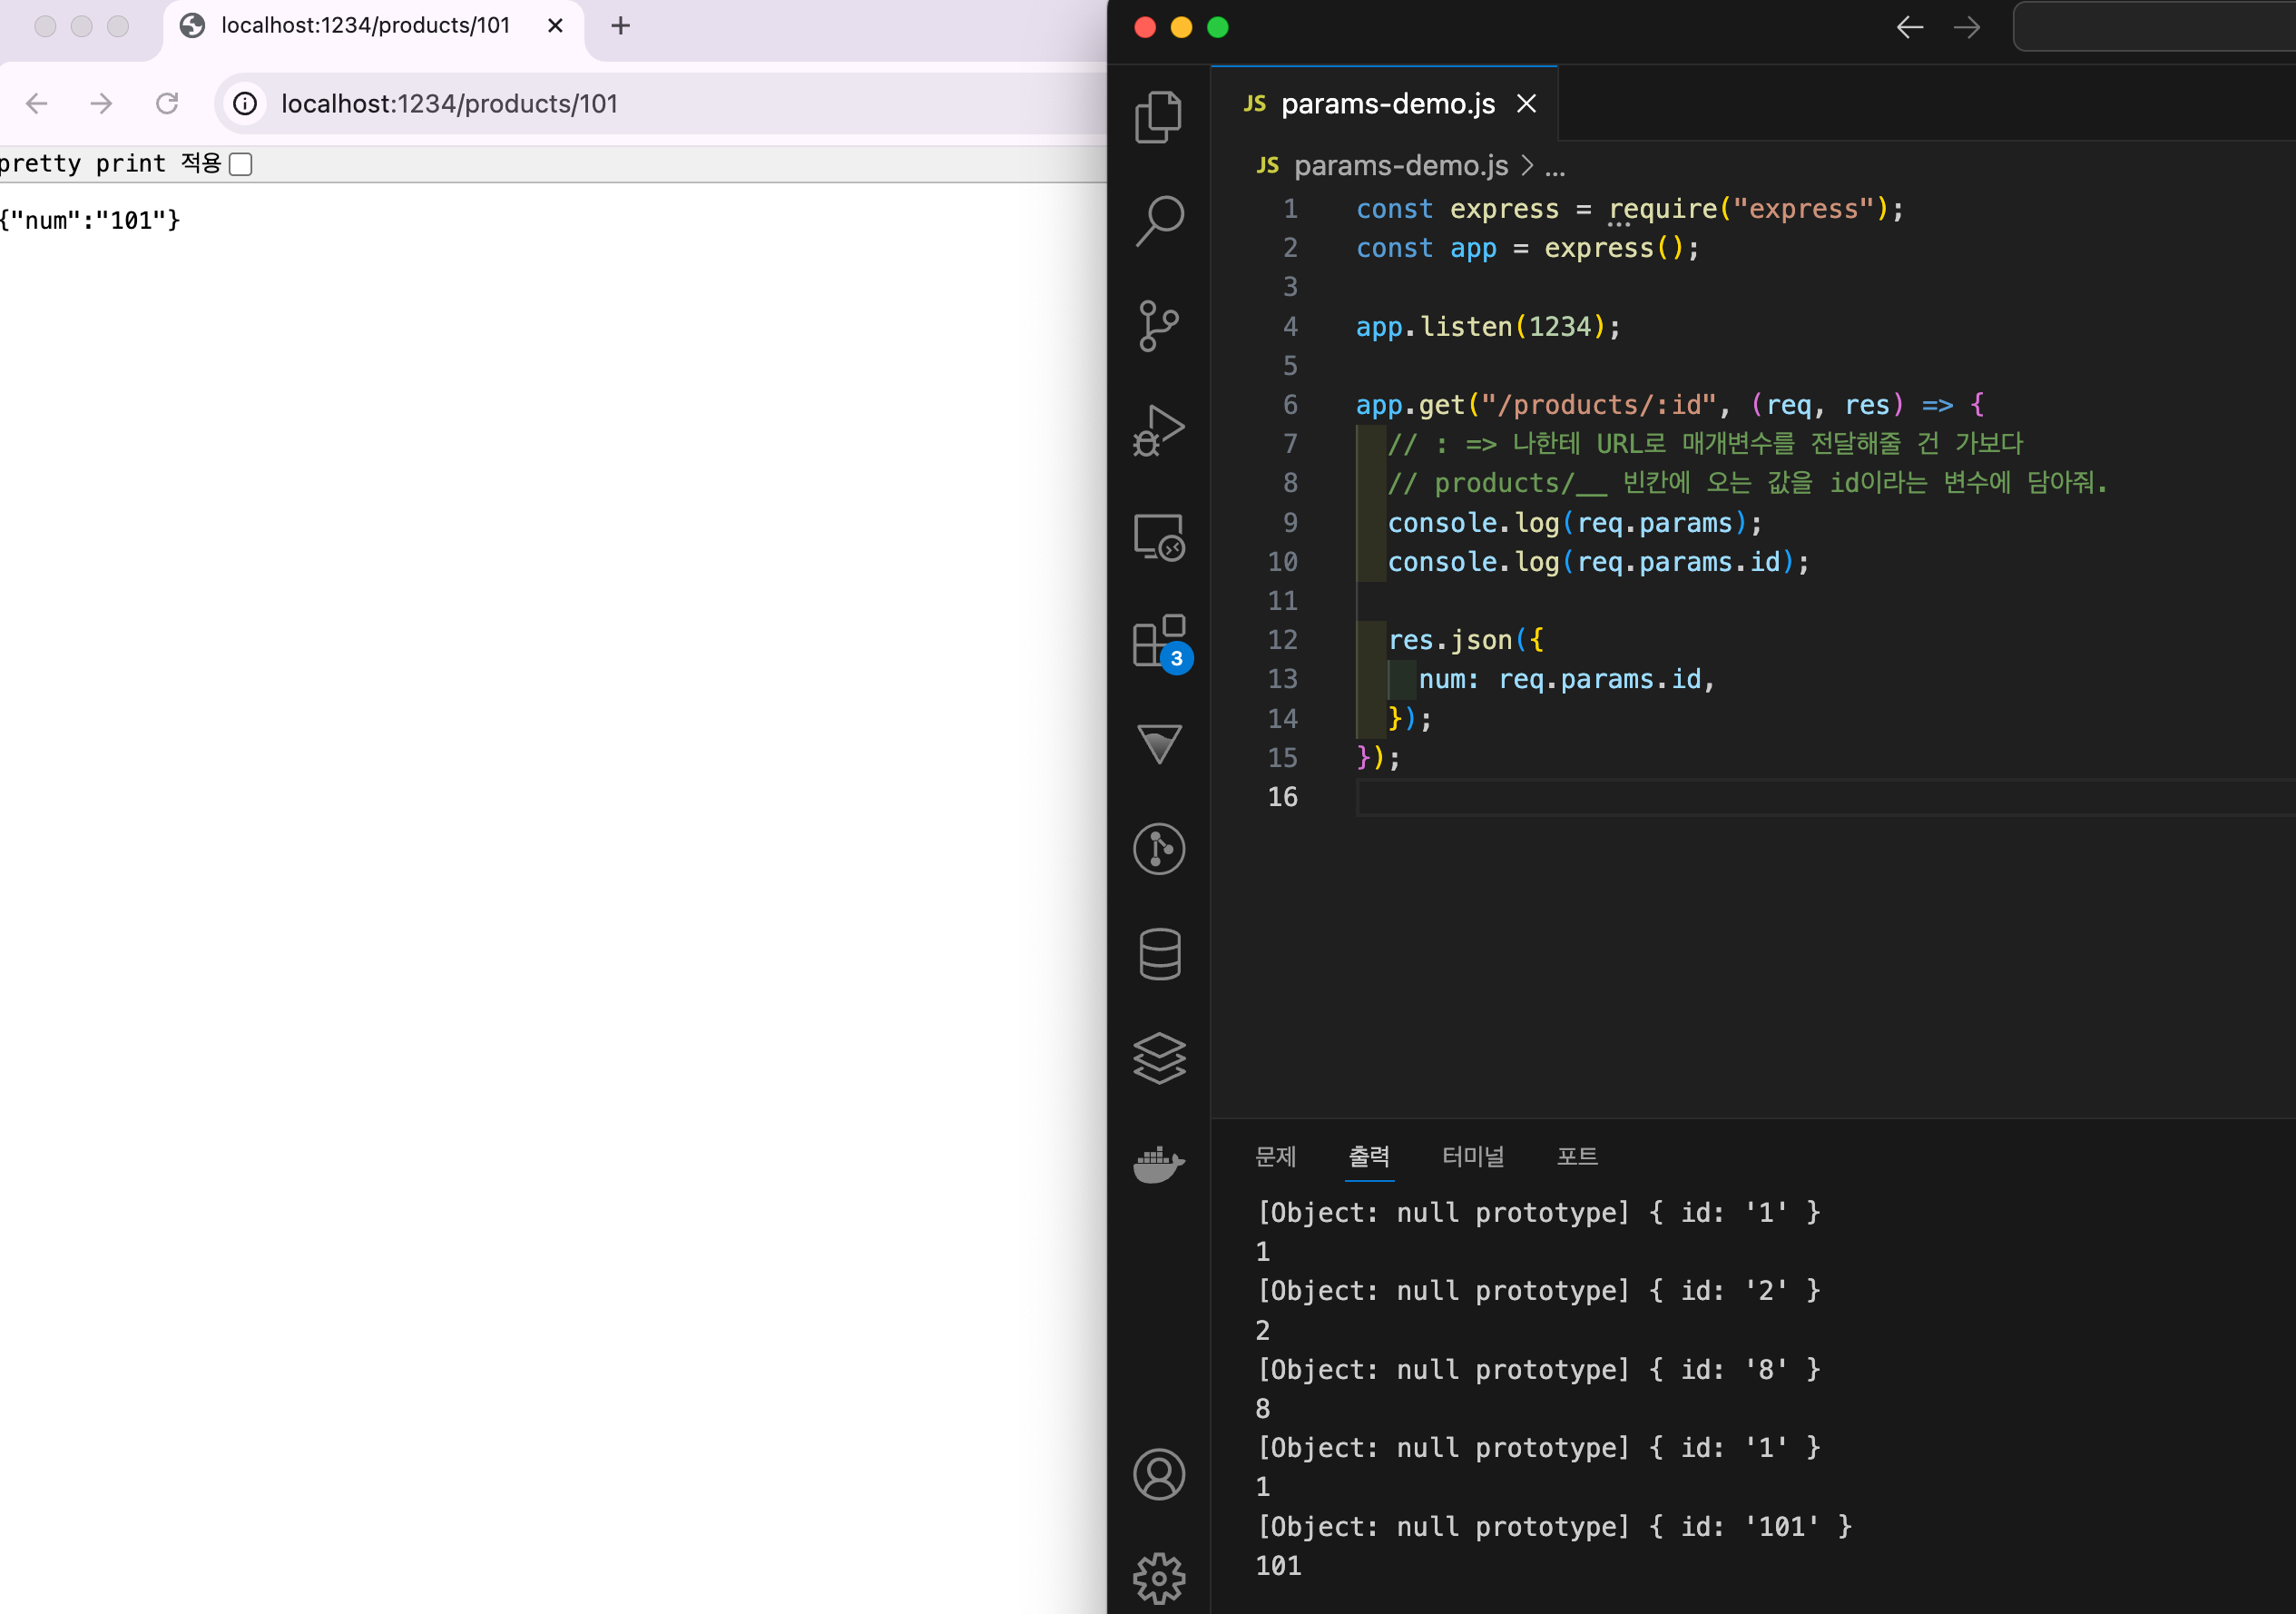 localhost:1234/products/101
localhost:1234/products/101
pretty print 적용
{"num":"101"}
JS params-demo.js
JS params-demo.js > ...
1 const express = require("express");
2 const app = express();
3
4 app.listen(1234);
5
6 app.get("/products/:id", (req, res) => {
7 // : => 나한테 URL로 매개변수를 전달해줄 건 가보다
8 // products/__ 빈칸에 오는 값을 id이라는 변수에 담아줘.
9 console.log(req.params);
10 console.log(req.params.id);
11
12 res.json({
13 num: req.params.id,
14 });
15 });
16
3
문제 출력 터미널 포트
[Object: null prototype] { id: '1' }
1
[Object: null prototype] { id: '2' }
2
[Object: null prototype] { id: '8' }
8
[Object: null prototype] { id: '1' }
1
[Object: null prototype] { id: '101' }
101